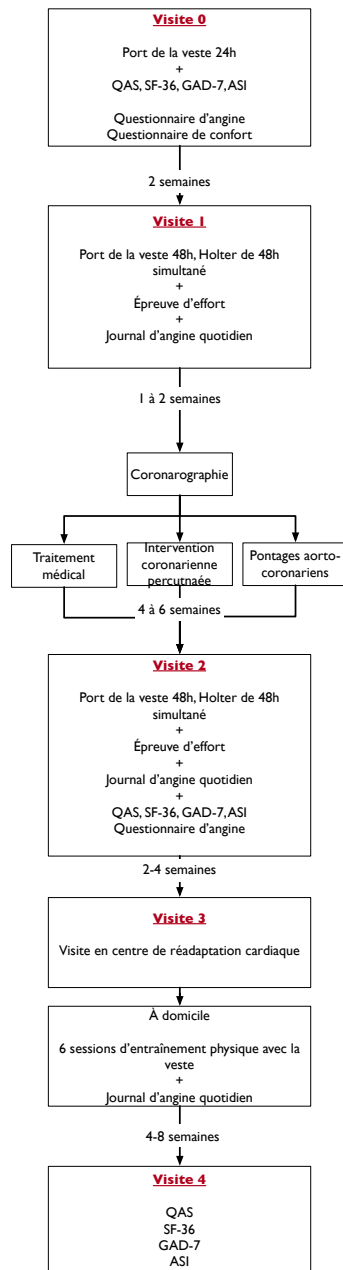 Visite 0
Port de la veste 24h
+
QAS, SF-36, GAD-7, ASI
Questionnaire d'angine
Questionnaire de confort
2 semaines
Visite 1
Port de la veste 48h, Holter de 48h
simultané
+
Épreuve d'effort
+
Journal d'angine quotidien
1 à 2 semaines
Coronarographie
Traitement
médical
Intervention
coronarienne
percutnaée
Pontages aorto-
coronariens
4 à 6 semaines
Visite 2
Port de la veste 48h, Holter de 48h
simultané
+
Épreuve d'effort
+
Journal d'angine quotidien
+
QAS, SF-36, GAD-7, ASI
Questionnaire d'angine
2-4 semaines
Visite 3
Visite en centre de réadaptation cardiaque
À domicile
6 sessions d'entraînement physique avec la
veste
+
Journal d'angine quotidien
4-8 semaines
Visite 4
QAS
SF-36
GAD-7
ASI